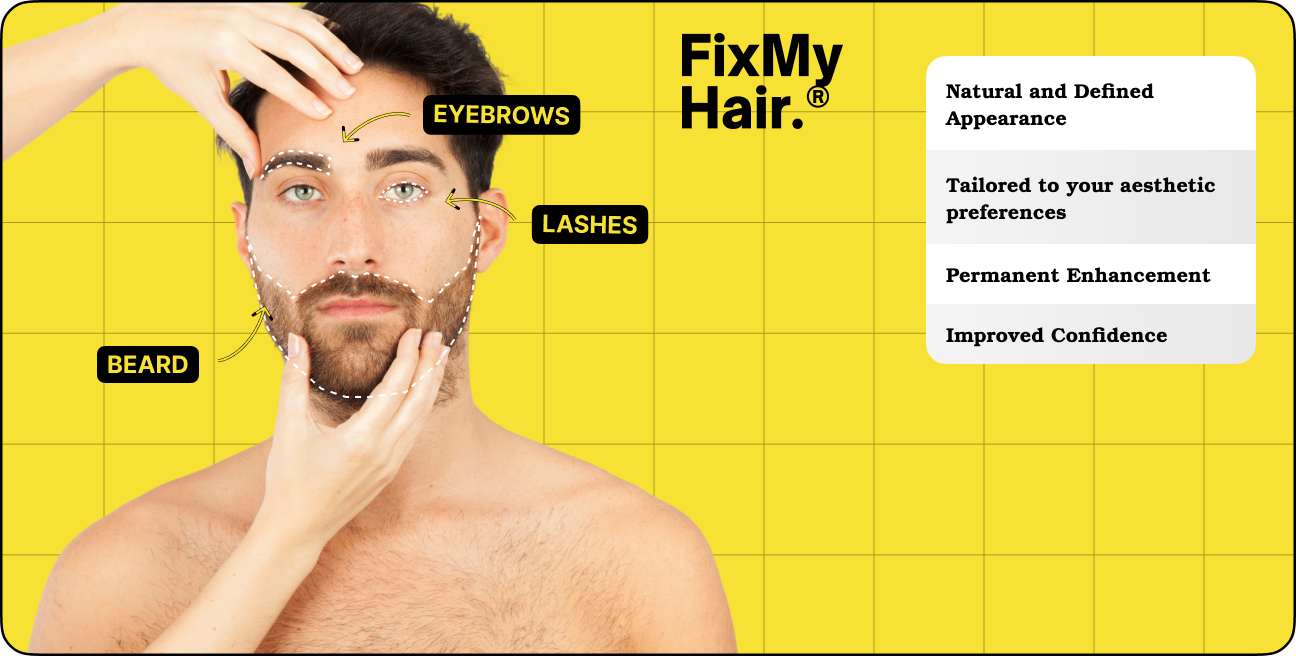 FixMy
Hair.®
EYEBROWS
LASHES
BEARD
Natural and Defined
Appearance
Tailored to your aesthetic
preferences
Permanent Enhancement
Improved Confidence